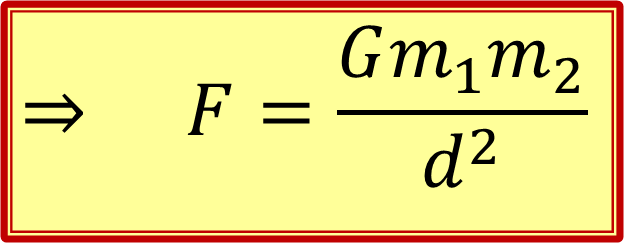 ⇒ F = Gm₁m₂/d²